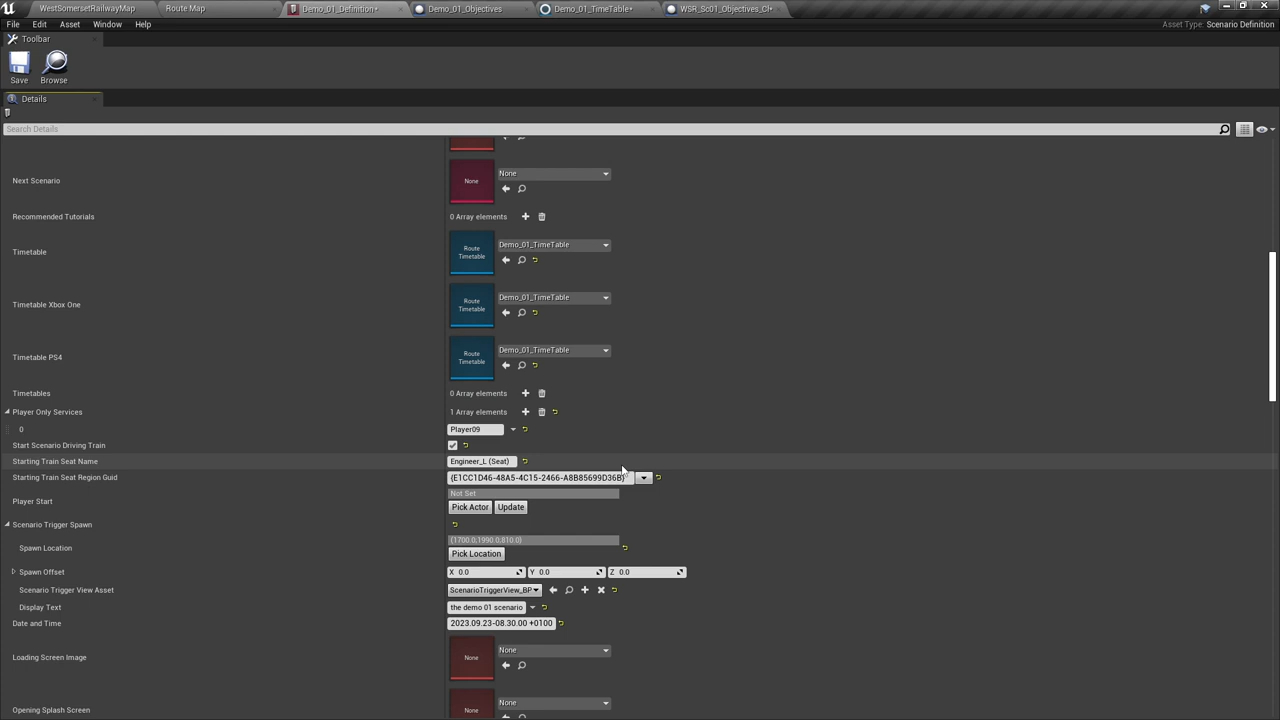 WestSomersetRailwayMap
Route Map
Demo_01_Definition*
Demo_01_Objectives
Demo_01_TimeTable*
WSR_Sc01_Objectives_Cl*
File Edit Asset Window Help
Asset Type: Scenario Definition
Toolbar
Save Browse
Details
Search Details
Next Scenario
None
None
Recommended Tutorials
0 Array elements
Timetable
Route Timetable
Demo_01_TimeTable
Timetable Xbox One
Route Timetable
Demo_01_TimeTable
Timetable PS4
Route Timetable
Demo_01_TimeTable
Timetables
0 Array elements
Player Only Services
1 Array elements
0
Player09
Start Scenario Driving Train
Starting Train Seat Name
Engineer_L (Seat)
Starting Train Seat Region Guid
{E1CC1D46-48A5-4C15-2466-A8B85699D36B}
Player Start
Not Set
Pick Actor Update
Scenario Trigger Spawn
Spawn Location
(1700.0,1990.0,810.0)
Pick Location
Spawn Offset
X 0.0 Y 0.0 Z 0.0
Scenario Trigger View Asset
ScenarioTriggerView_BP
Display Text
the demo 01 scenario
Date and Time
2023.09.23-08.30.00 +0100
Loading Screen Image
None
None
Opening Splash Screen
None
None